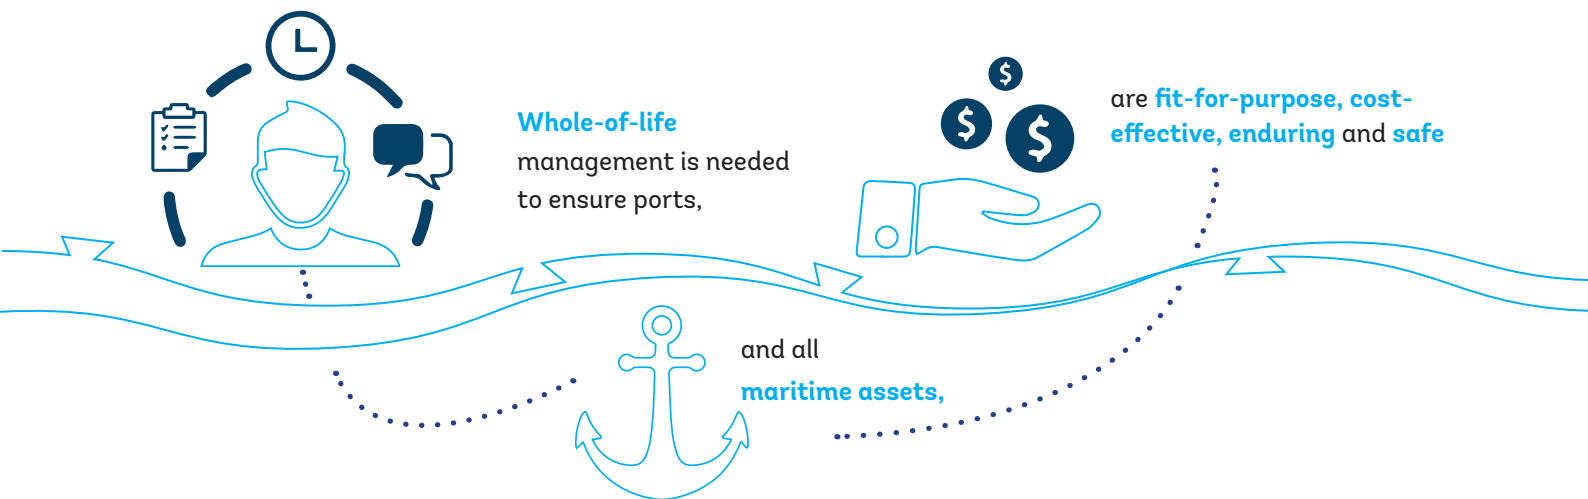 Whole-of-life
management is needed
to ensure ports,
and all
maritime assets,
are fit-for-purpose, cost-
effective, enduring and safe